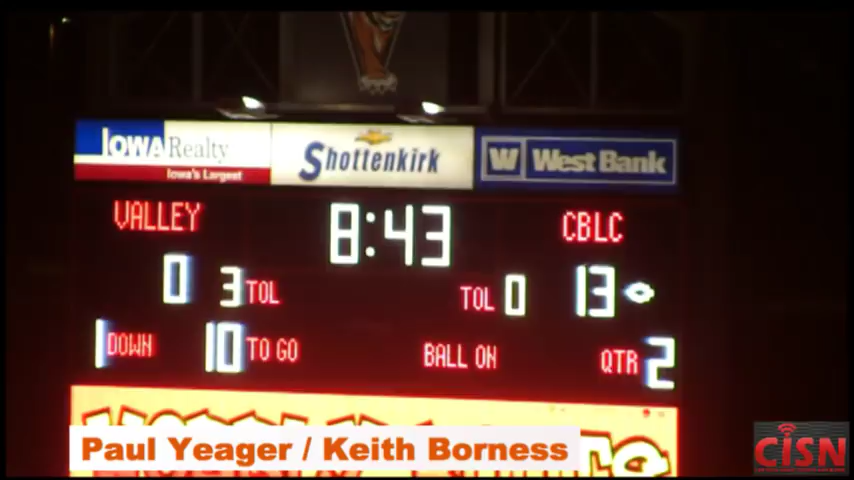 IOWA Realty
Iowa's Largest
Shottenkirk
W West Bank
VALLEY 8:43 CBLC
0 3 TOL TOL 0 13
1 DOWN 10 TO GO BALL ON QTR 2
Paul Yeager / Keith Borness
CISN